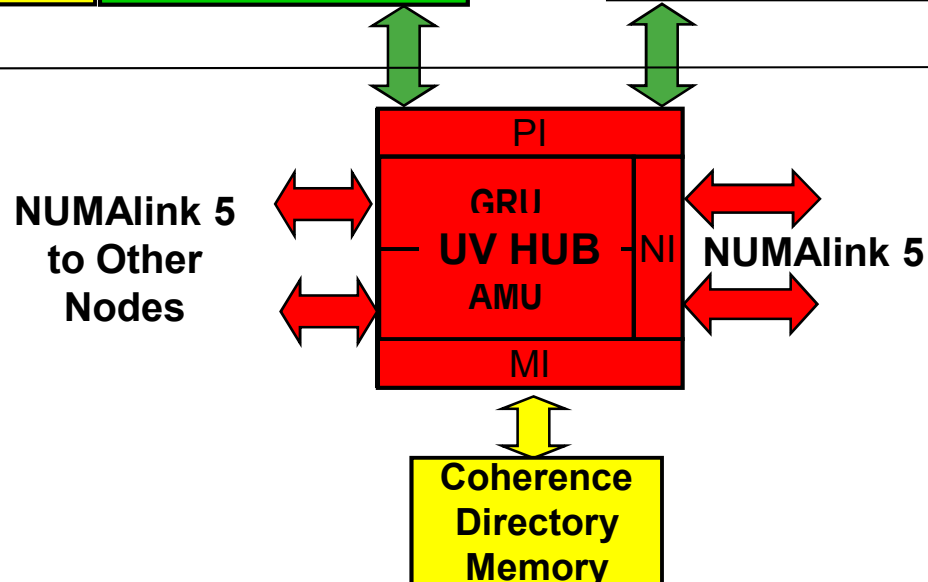 PI
GRU
NUMAlink 5
to Other
Nodes
UV HUB
NI
NUMAlink 5
AMU
MI
Coherence
Directory
Memory